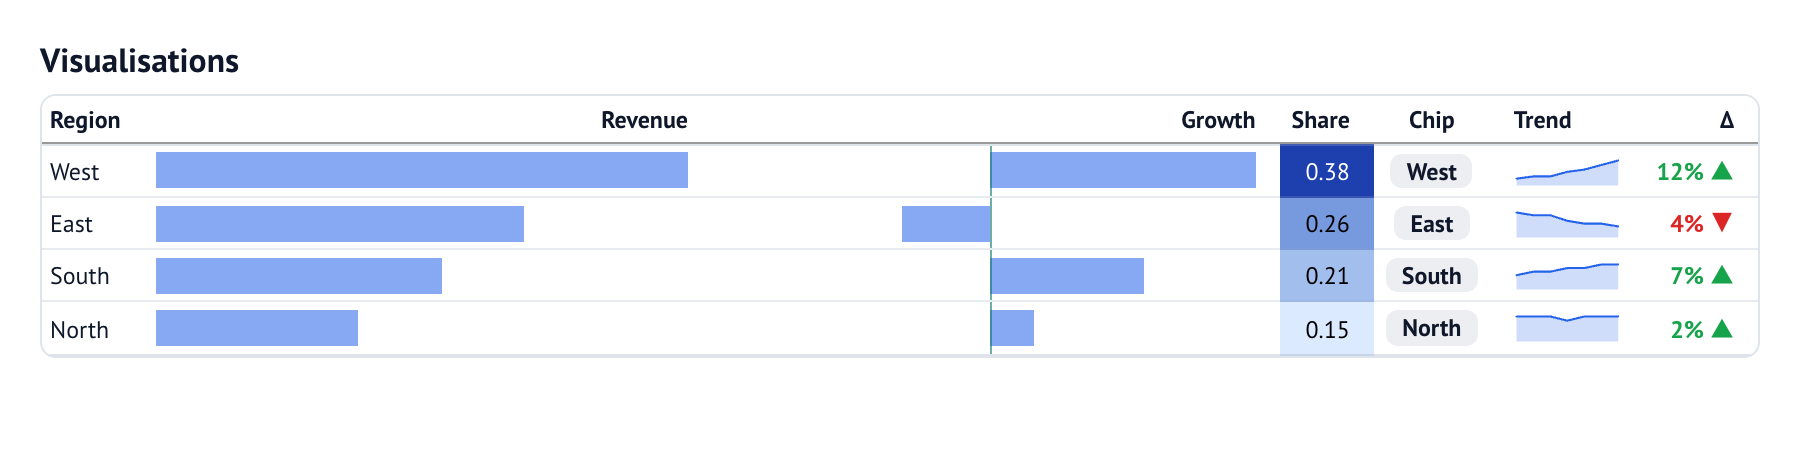 Visualisations
Region Revenue Growth Share Chip Trend Δ
West 0.38 West 12% ▲
East 0.26 East 4% ▼
South 0.21 South 7% ▲
North 0.15 North 2% ▲